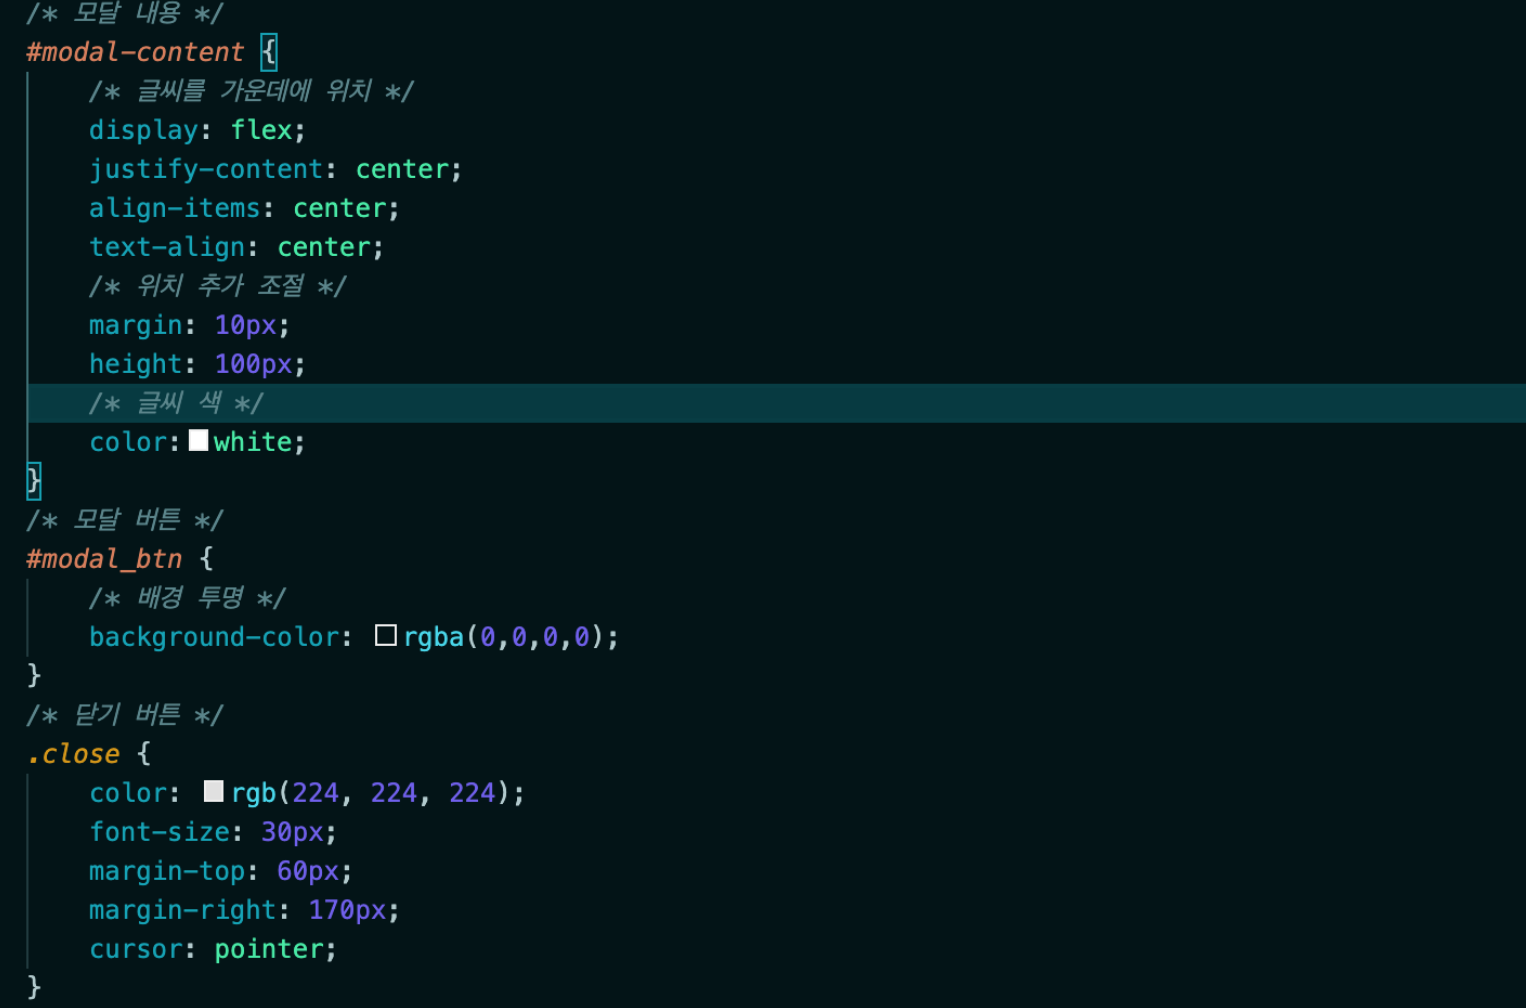 /* 모달 내용 */
#modal-content {
/* 글씨를 가운데에 위치 */
display: flex;
justify-content: center;
align-items: center;
text-align: center;
/* 위치 추가 조절 */
margin: 10px;
height: 100px;
/* 글씨 색 */
color: white;
}
/* 모달 버튼 */
#modal_btn {
/* 배경 투명 */
background-color: rgba(0,0,0,0);
}
/* 닫기 버튼 */
.close {
color: rgb(224, 224, 224);
font-size: 30px;
margin-top: 60px;
margin-right: 170px;
cursor: pointer;
}